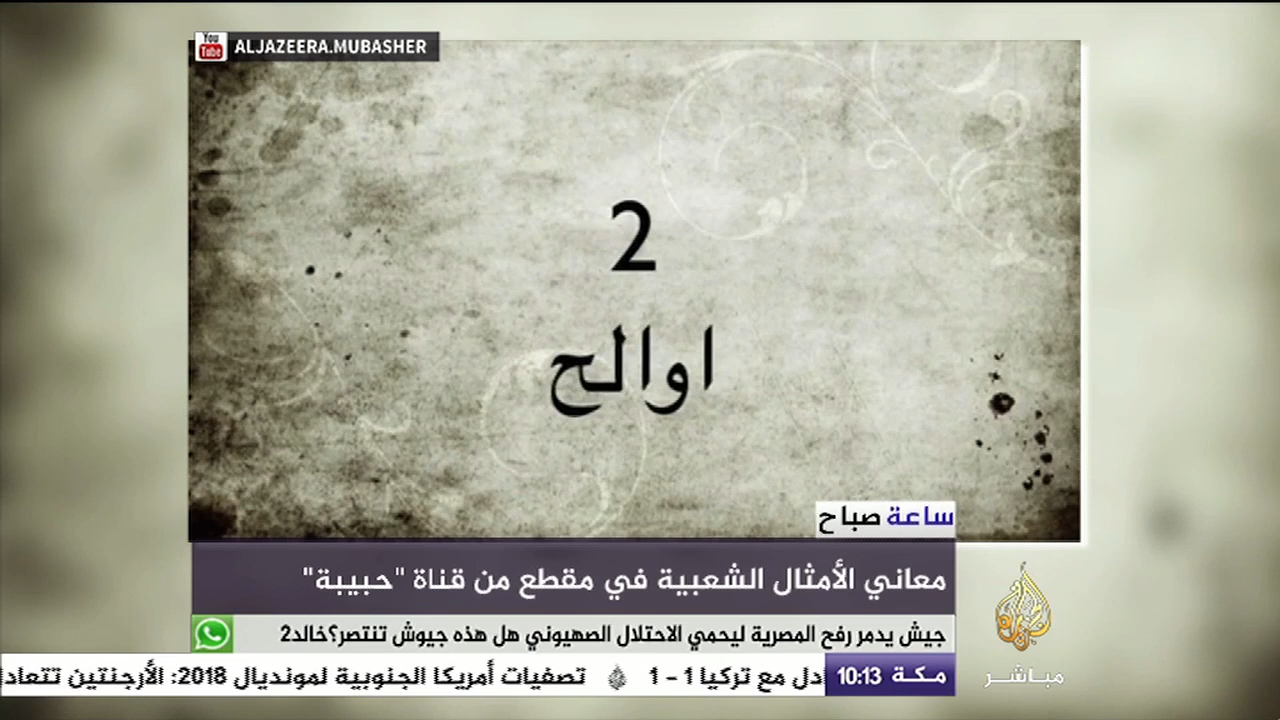 You Tube ALJAZEERA.MUBASHER
2
اوالح
ساعة صباح
معاني الأمثال الشعبية في مقطع من قناة "حبيبة"
جيش يدمر رفح المصرية ليحمي الاحتلال الصهيوني هل هذه جيوش تنتصر؟خالد2
مكة 10:13 دل مع تركيا 1 - 1 تصفيات أمريكا الجنوبية لمونديال 2018: الأرجنتين تتعاد
مباشر